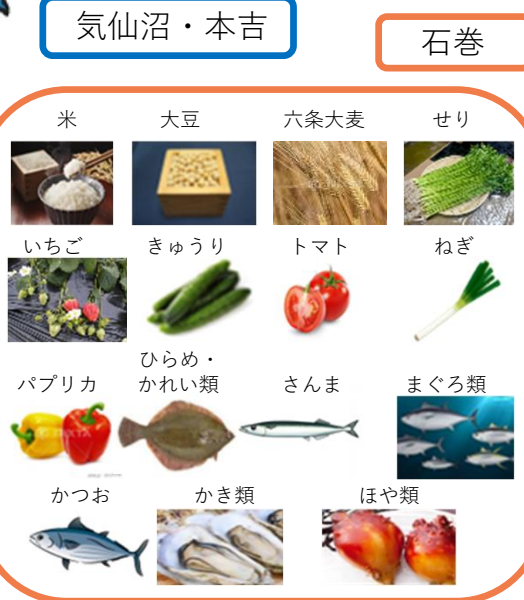 気仙沼・本吉
石巻
米 大豆 六条大麦 せり
いちご きゅうり トマト ねぎ
ひらめ・
パプリカ かれい類 さんま まぐろ類
かつお かき類 ほや類